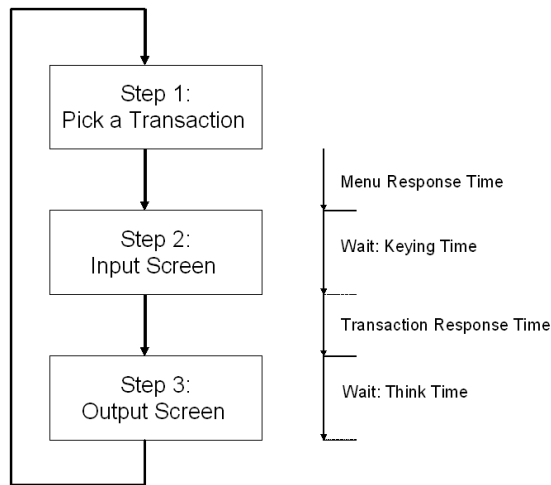 Step 1:
Pick a Transaction
Menu Response Time
Step 2:
Input Screen
Wait: Keying Time
Transaction Response Time
Step 3:
Output Screen
Wait: Think Time